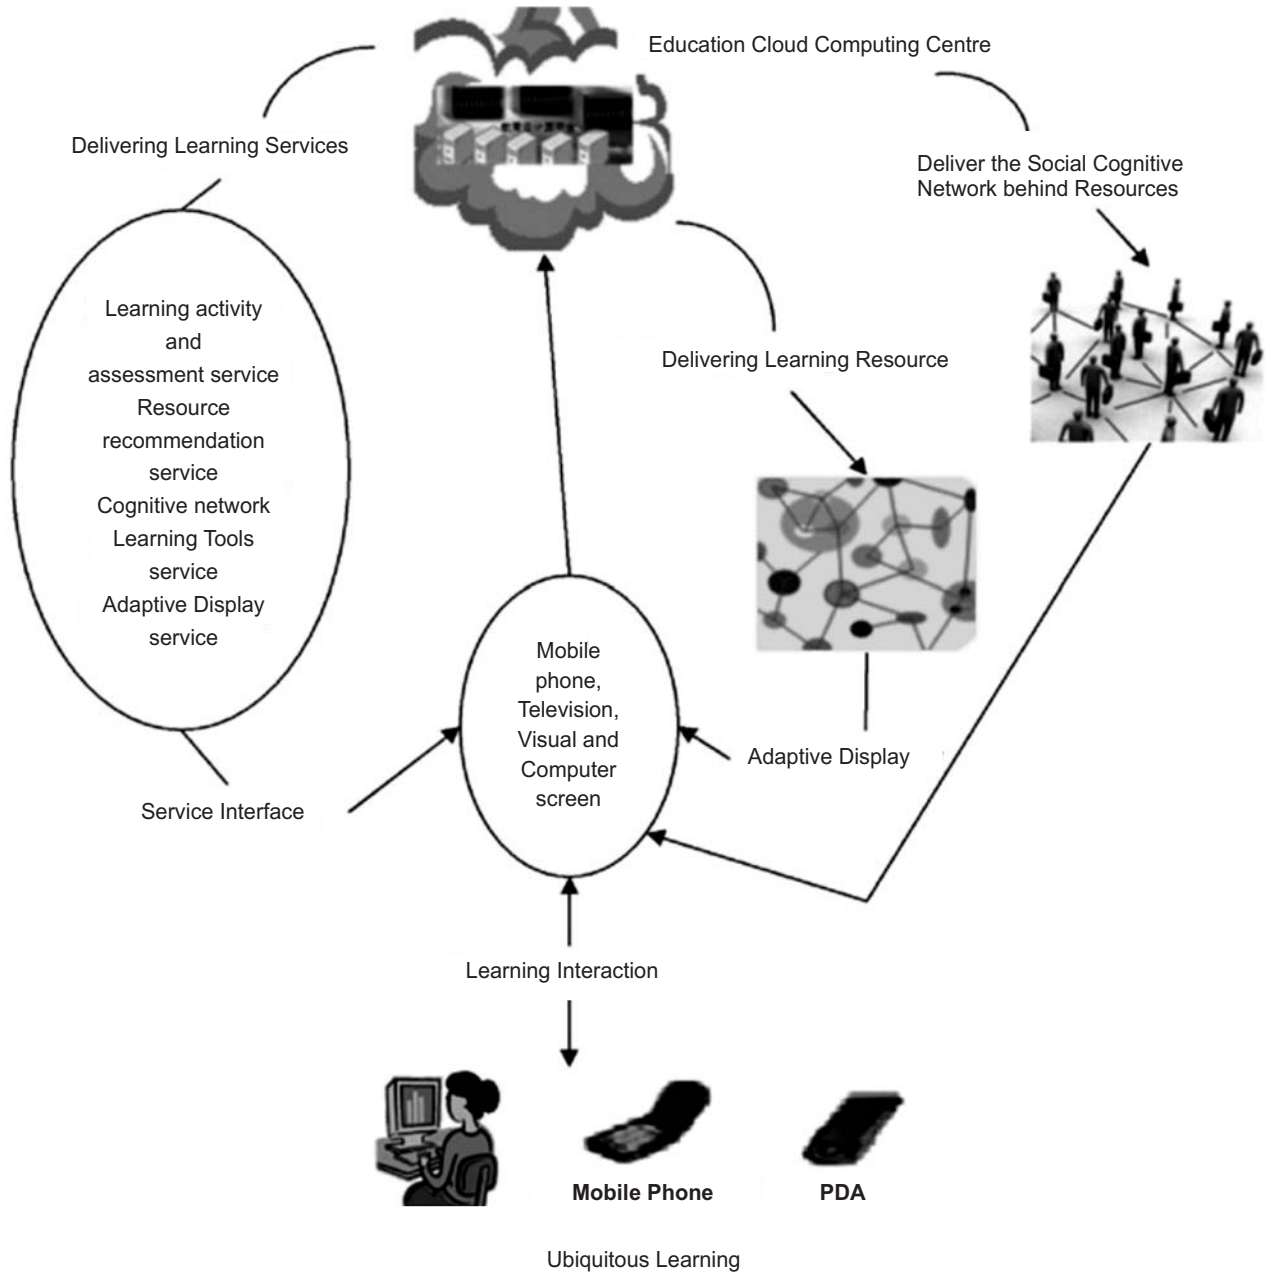 Education Cloud Computing Centre
Delivering Learning Services
Deliver the Social Cognitive
Network behind Resources
Learning activity
and
assessment service
Resource
recommendation
service
Cognitive network
Learning Tools
service
Adaptive Display
service
Delivering Learning Resource
Mobile
phone,
Television,
Visual and
Computer
screen
Adaptive Display
Service Interface
Learning Interaction
Mobile Phone
PDA
Ubiquitous Learning